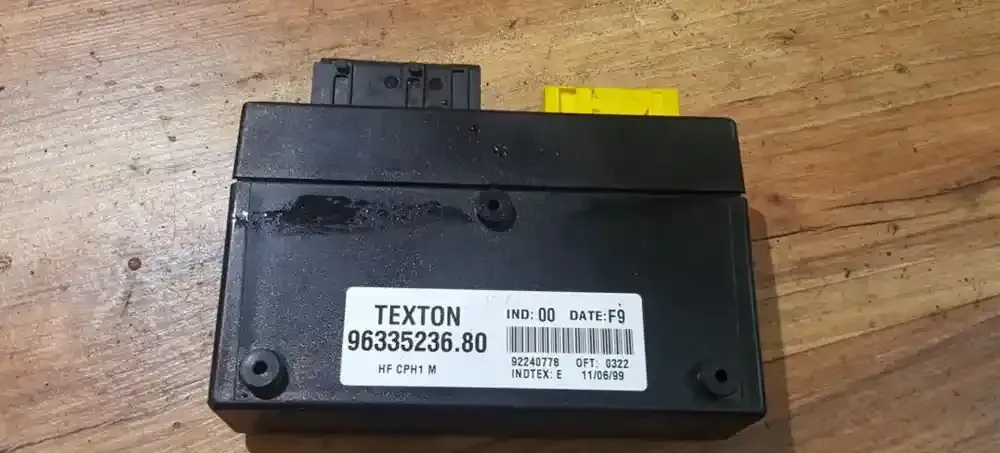 TEXTON
96335236.80
HF CPH1 M
IND: 00 DATE: F9
92240778 OFT: 0322
INDTEX: E 11/06/99